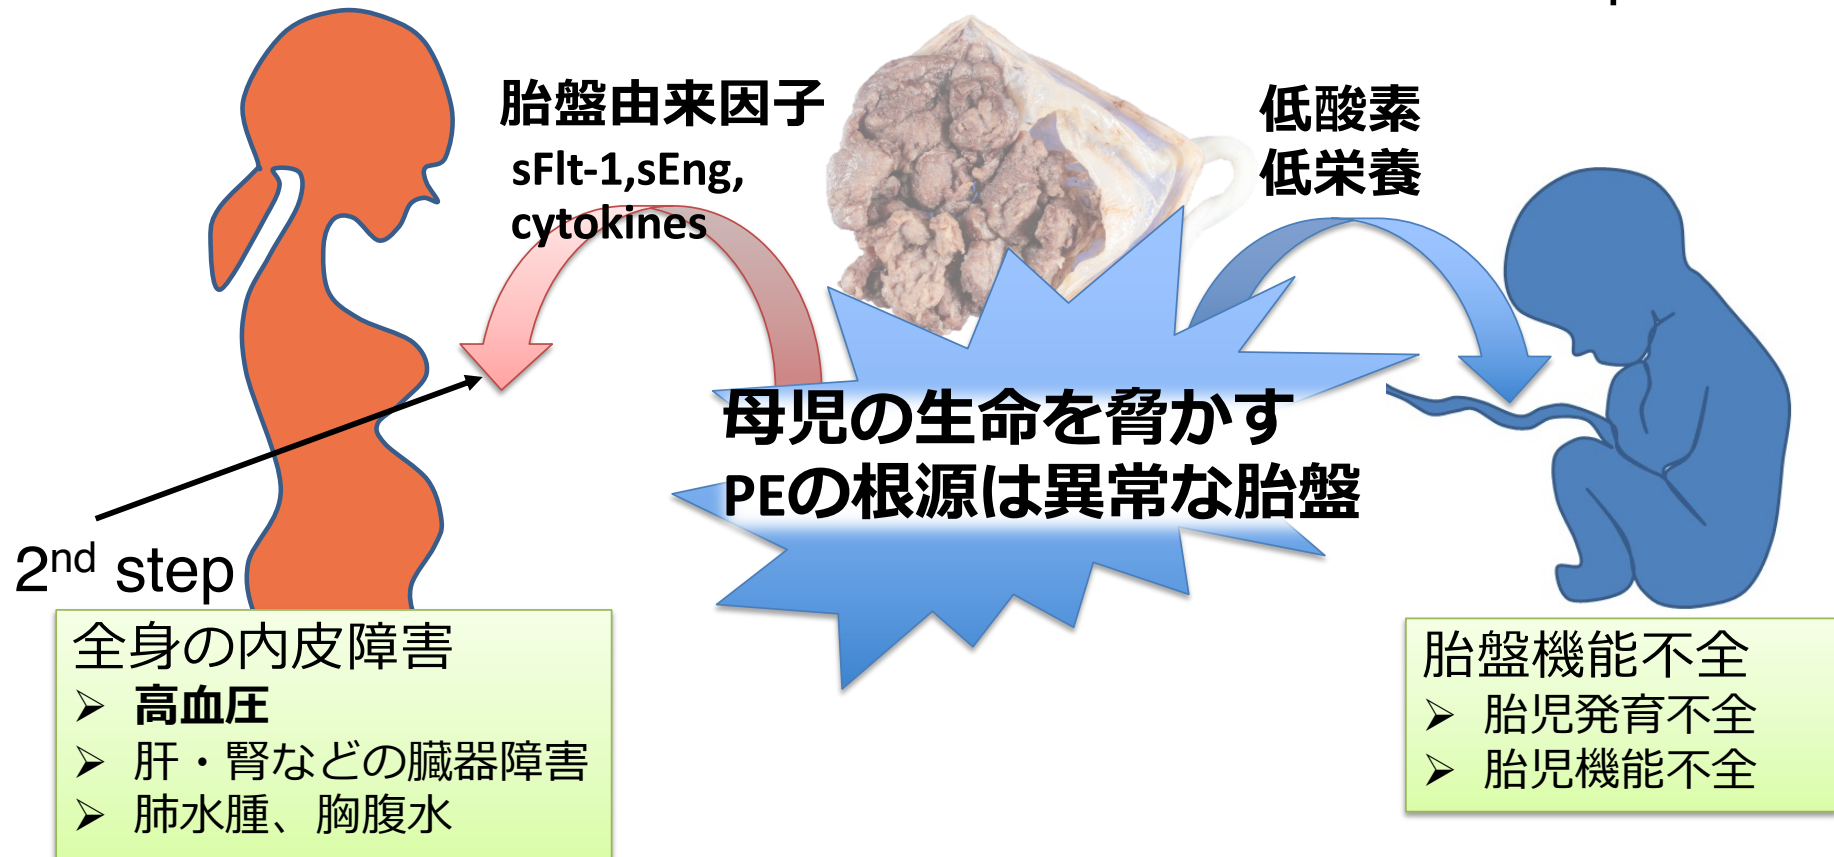 胎盤由来因子
sFlt-1,sEng,
cytokines
低酸素
低栄養
母児の生命を脅かす
PEの根源は異常な胎盤
2nd step
全身の内皮障害
➢ 高血圧
➢ 肝・腎などの臓器障害
➢ 肺水腫、胸腹水
胎盤機能不全
➢ 胎児発育不全
➢ 胎児機能不全